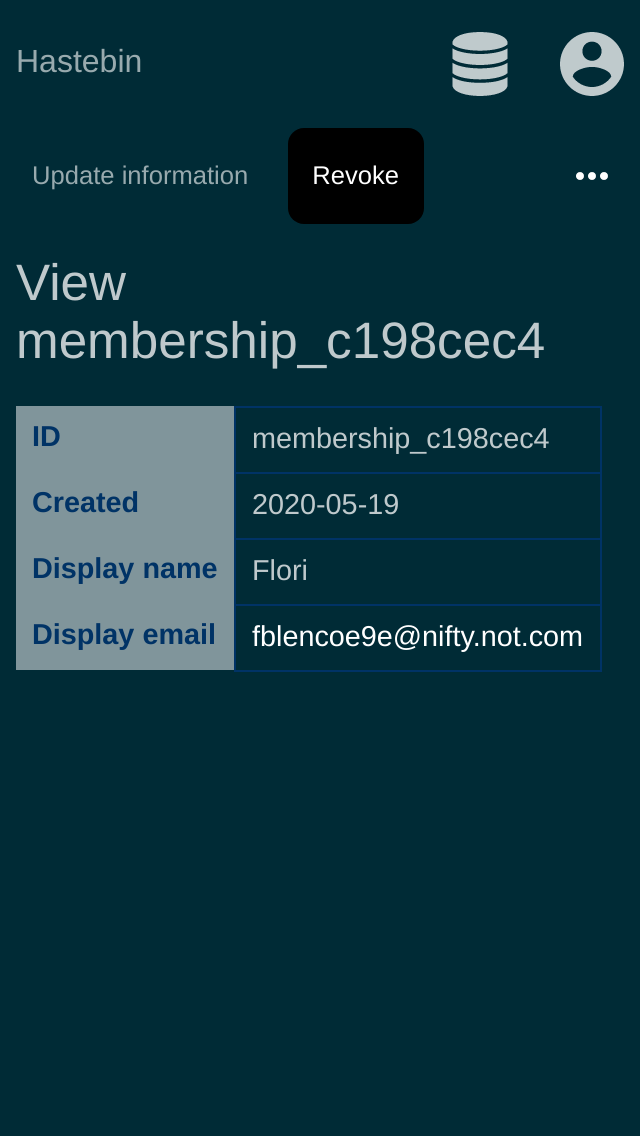 Hastebin
Update information
Revoke
View
membership_c198cec4
ID
membership_c198cec4
Created
2020-05-19
Display name
Flori
Display email
fblencoe9e@nifty.not.com